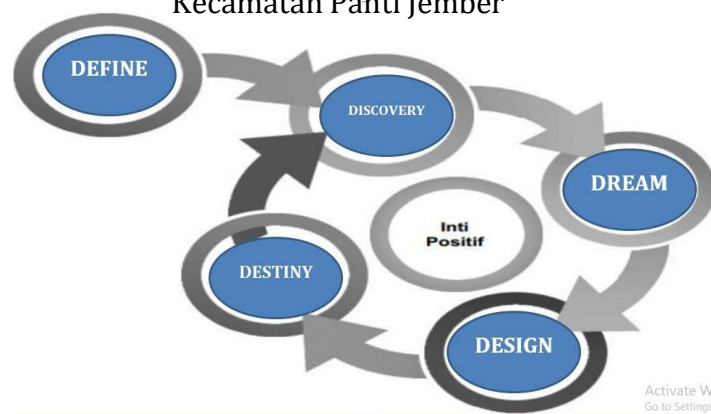 Kecamatan Panti Jember
DEFINE
DISCOVERY
DREAM
Inti
Positif
DESTINY
DESIGN
Activate W
Go to Settings